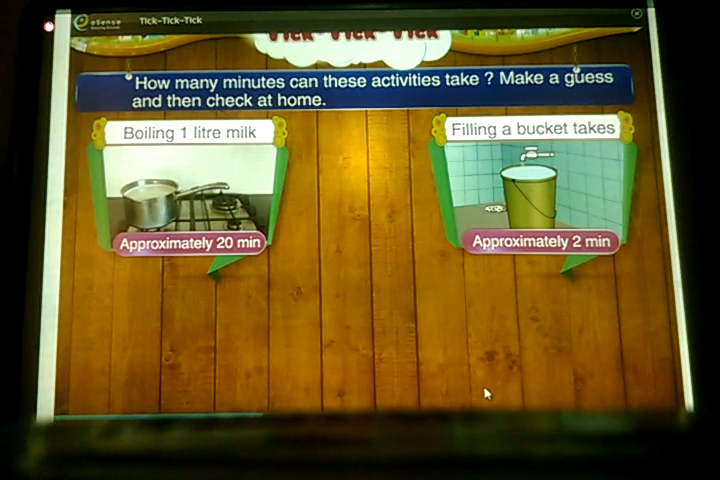 eSense
Tick-Tick-Tick
Tick-Tick-Tick
How many minutes can these activities take ? Make a guess
and then check at home.
Boiling 1 litre milk
Filling a bucket takes
Approximately 20 min
Approximately 2 min